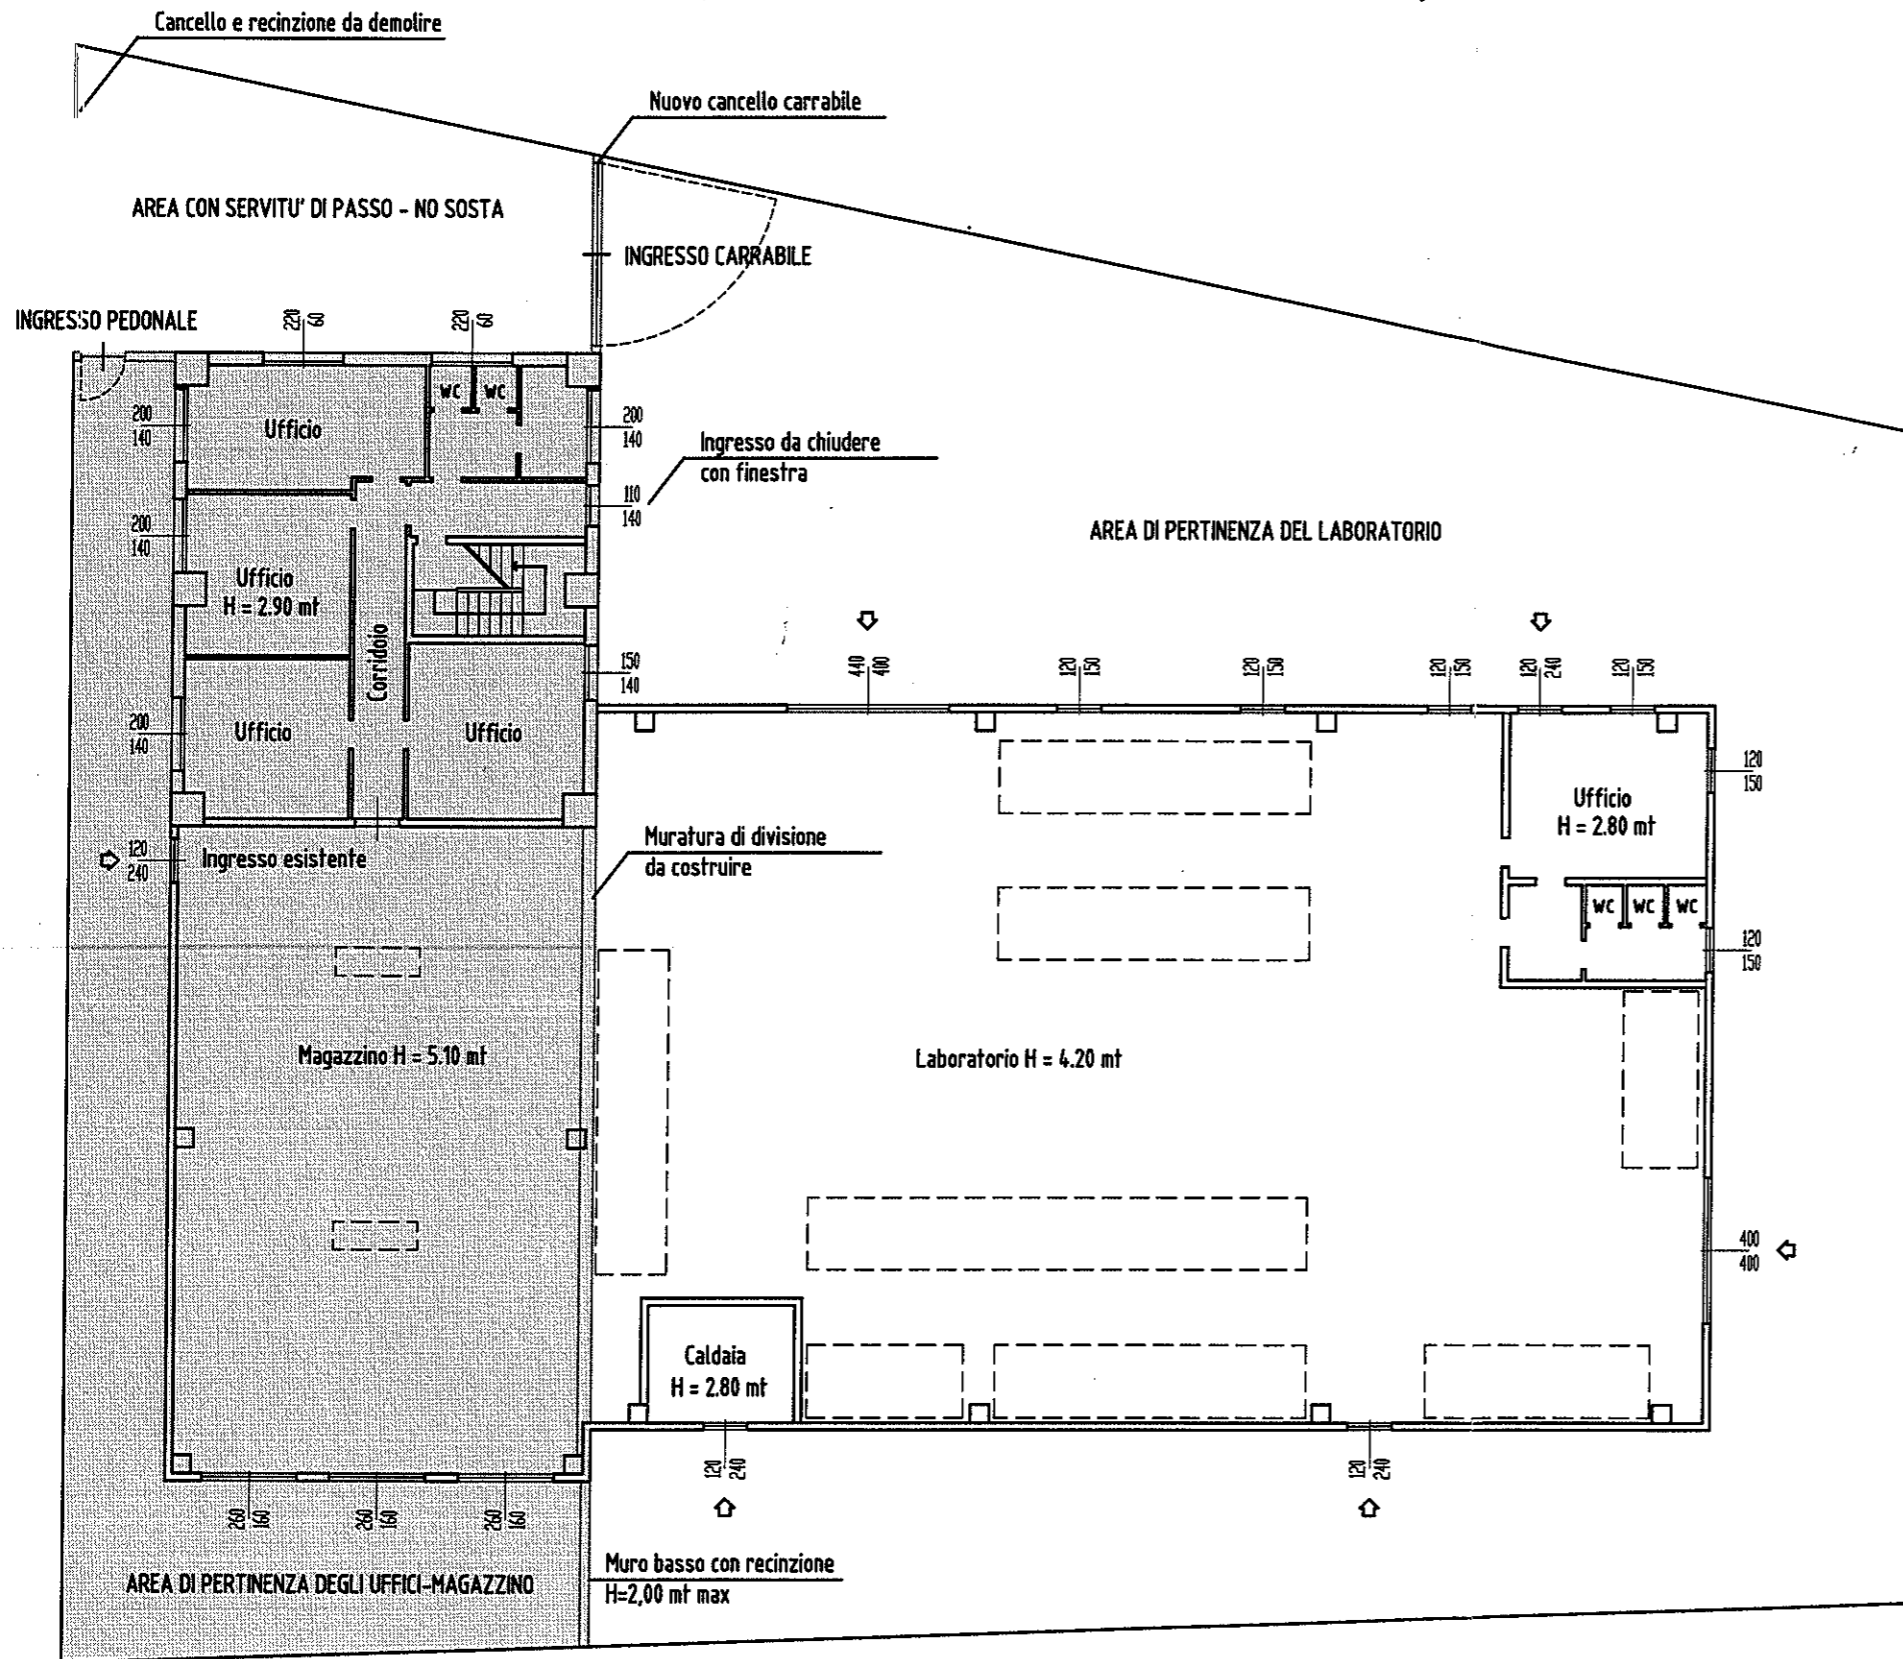 Cancello e recinzione da demolire
Nuovo cancello carrabile
AREA CON SERVITU' DI PASSO - NO SOSTA
INGRESSO CARRABILE
INGRESSO PEDONALE
220
60
220
60
WC
WC
200
140
Ufficio
200
140
Ingresso da chiudere
con finestra
110
140
200
140
AREA DI PERTINENZA DEL LABORATORIO
Ufficio
H = 2.90 mt
Corridoio
150
140
440
400
120
150
120
150
120
150
120
240
120
150
200
140
Ufficio
Ufficio
120
150
Ufficio
H = 2.80 mt
Muratura di divisione
da costruire
120
240
Ingresso esistente
WC
WC
WC
120
150
Magazzino H = 5.10 mt
Laboratorio H = 4.20 mt
400
400
Caldaia
H = 2.80 mt
120
240
120
240
260
160
260
160
260
160
Muro basso con recinzione
H=2,00 mt max
AREA DI PERTINENZA DEGLI UFFICI-MAGAZZINO